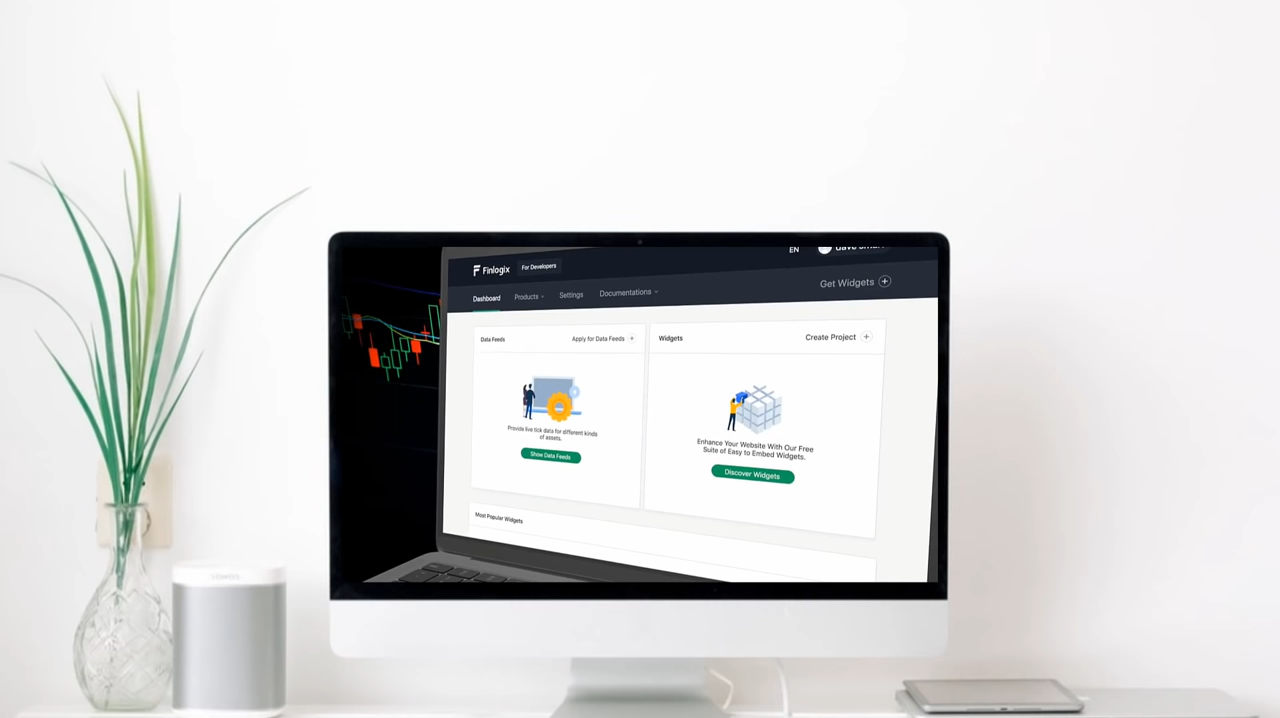 EN
Finlogix
For Developers
Get Widgets
Dashboard
Products
Settings
Documentations
Data Feeds
Apply for Data Feeds
Widgets
Create Project
Provide live tick data for different kinds
of assets.
Show Data Feeds
Enhance Your Website With Our Free
Suite of Easy to Embed Widgets.
Discover Widgets
Most Popular Widgets
SONOS